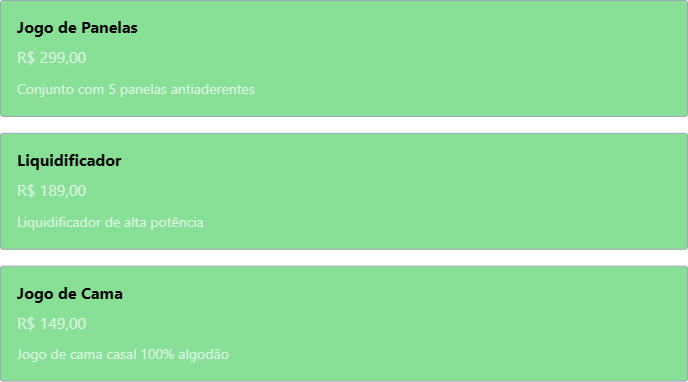 Jogo de Panelas
R$ 299,00
Conjunto com 5 panelas antiaderentes
Liquidificador
R$ 189,00
Liquidificador de alta potência
Jogo de Cama
R$ 149,00
Jogo de cama casal 100% algodão